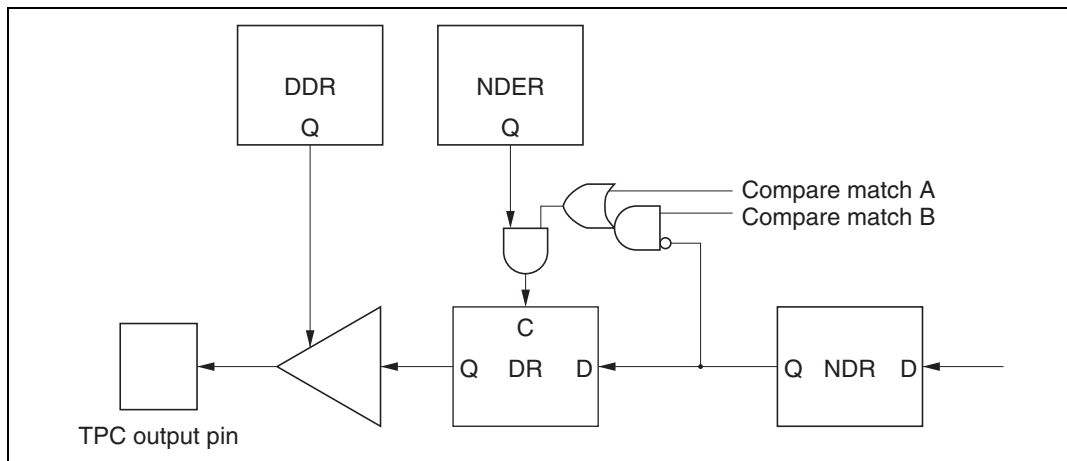 DDR
Q
NDER
Q
Compare match A
Compare match B
C
Q DR D
Q NDR D
TPC output pin